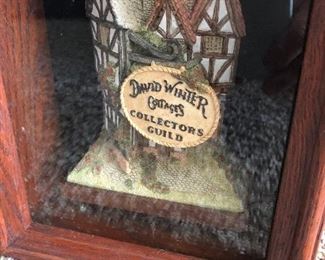 DAVID WINTER
COTTAGES
COLLECTORS
GUILD